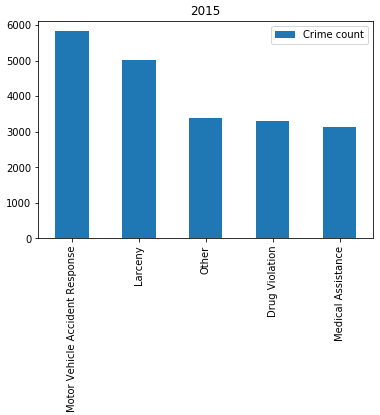 2015
Crime count
6000
5000
4000
3000
2000
1000
0
Motor Vehicle Accident Response
Larceny
Other
Drug Violation
Medical Assistance